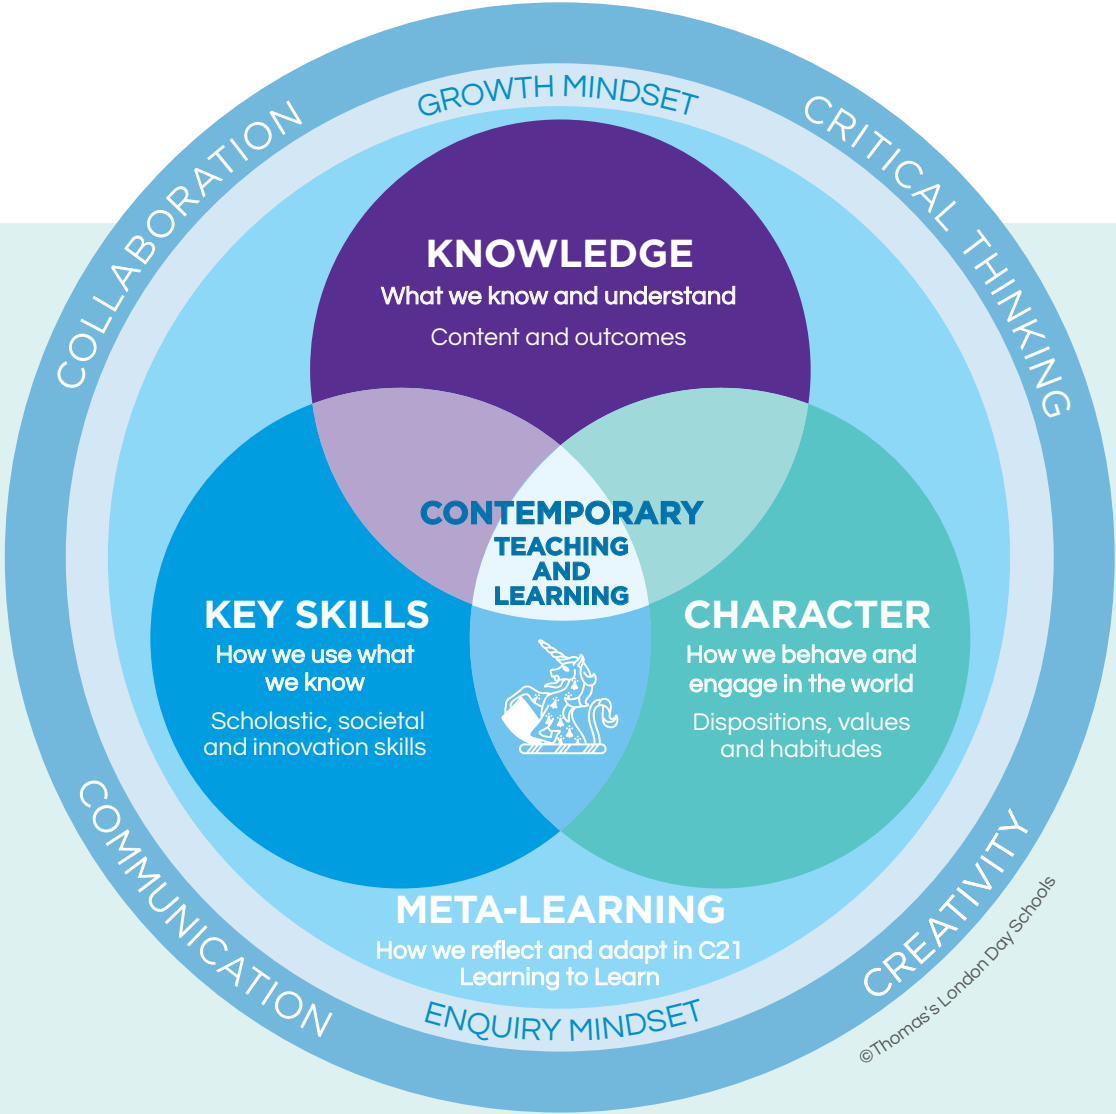 GROWTH MINDSET
COLLABORATION
CRITICAL THINKING
KNOWLEDGE
What we know and understand
Content and outcomes
CONTEMPORARY
TEACHING
AND
LEARNING
KEY SKILLS
How we use what
we know
Scholastic, societal
and innovation skills
CHARACTER
How we behave and
engage in the world
Dispositions, values
and habitudes
META-LEARNING
How we reflect and adapt in C21
Learning to Learn
ENQUIRY MINDSET
COMMUNICATION
CREATIVITY
©Thomas's London Day Schools